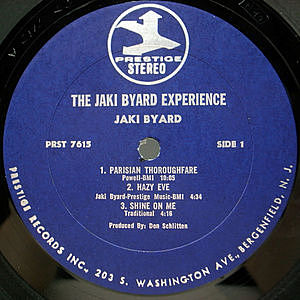 PRESTIGE
STEREO
THE JAKI BYARD EXPERIENCE
JAKI BYARD
PRST 7615
SIDE 1
1. PARISIAN THOROUGHFARE
Powell-BMI 10:05
2. HAZY EVE
Jaki Byard-Prestige Music-BMI 4:34
3. SHINE ON ME
Traditional 4:16
Produced By: Don Schlitten
PRESTIGE RECORDS INC. 203 S. WASHINGTON AVE., BERGENFIELD, N. J.